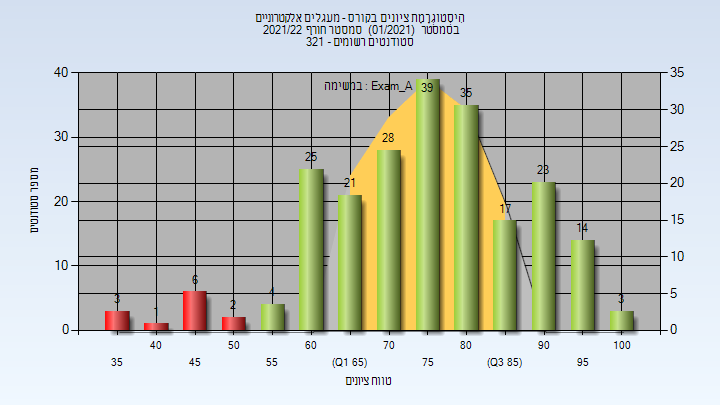 היסטוגרמת ציונים בקורס - מעגלים אלקטרוניים
בסמסטר (01/2021) סמסטר חורף 2021/22
סטודנטים רשומים - 321
במשימה : Exam_A
40 35
30 30
25
20 20
15
10 10
5
0 0
3 1 6 2 4 25 21 28 39 35 17 23 14 3
מספר סטודנטים
40 50 60 70 80 90 100
35 45 55 (Q1 65) 75 (Q3 85) 95
טווח ציונים